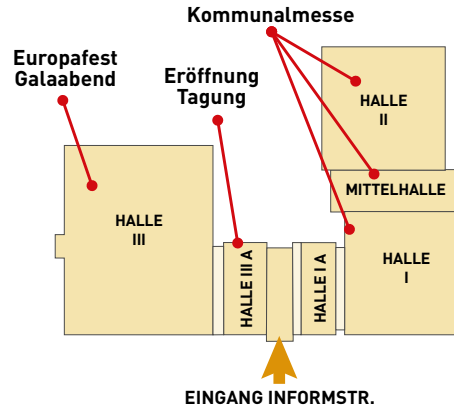 Kommunalmesse
Europafest
Galaabend
Eröffnung
Tagung
HALLE
II
MITTELHALLE
HALLE
III
HALLE III A
HALLE I A
HALLE
I
EINGANG INFORMSTR.